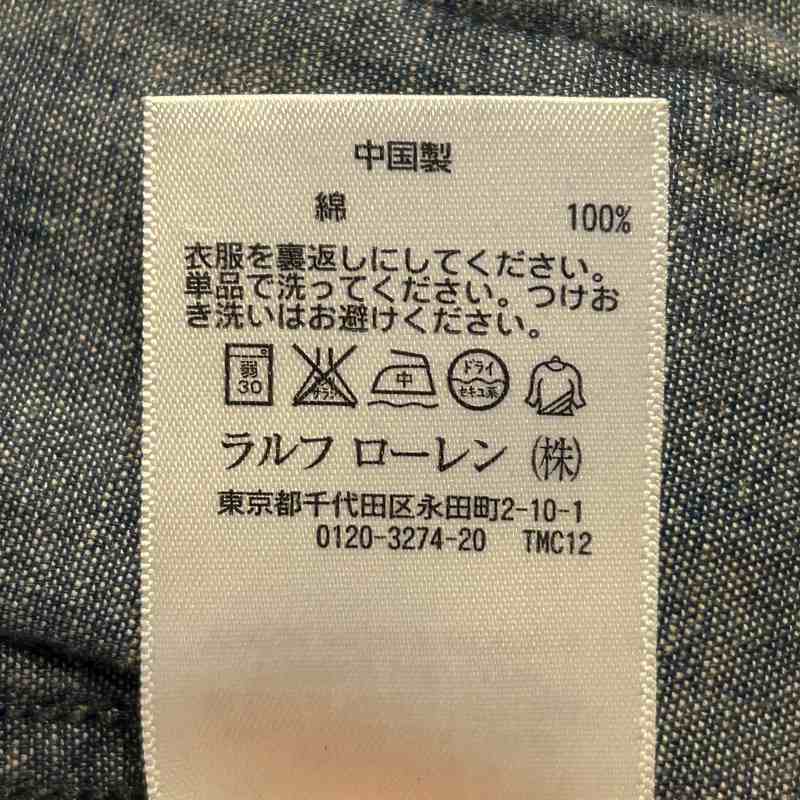 中国製
綿 100%
衣服を裏返しにしてください。
単品で洗ってください。つけお
き洗いはお避けください。
弱 30 中 ドライ セキユ系
ラルフ ローレン (株)
東京都千代田区永田町2-10-1
0120-3274-20 TMC12